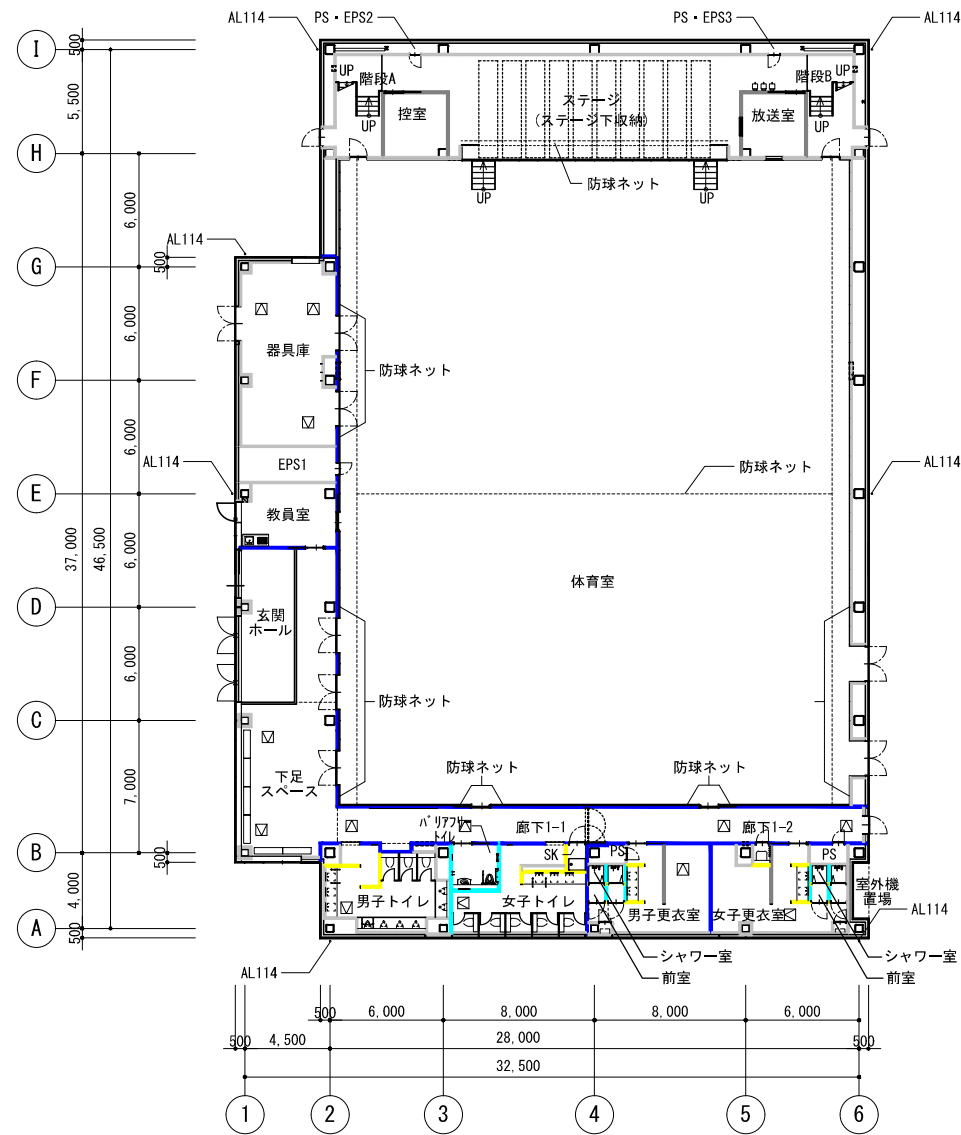 AL114
PS・EPS2
PS・EPS3
AL114
I
500
UP
階段A
階段B
UP
5,500
ステージ
(ステージ下収納)
控室
放送室
UP
UP
H
防球ネット
UP
UP
6,000
AL114
G
500
6,000
器具庫
防球ネット
F
6,000
EPS1
AL114
防球ネット
AL114
E
教員室
37,000
46,500
6,000
体育室
D
玄関
ホール
6,000
防球ネット
C
下足
スペース
7,000
防球ネット
防球ネット
バリアフリー
トイレ
廊下1-1
廊下1-2
B
500
SK
PS
PS
室外機
置場
4,000
男子トイレ
女子トイレ
男子更衣室
女子更衣室
A
500
AL114
シャワー室
シャワー室
AL114
前室
前室
500
6,000
8,000
8,000
6,000
500
4,500
28,000
500
32,500
1
2
3
4
5
6